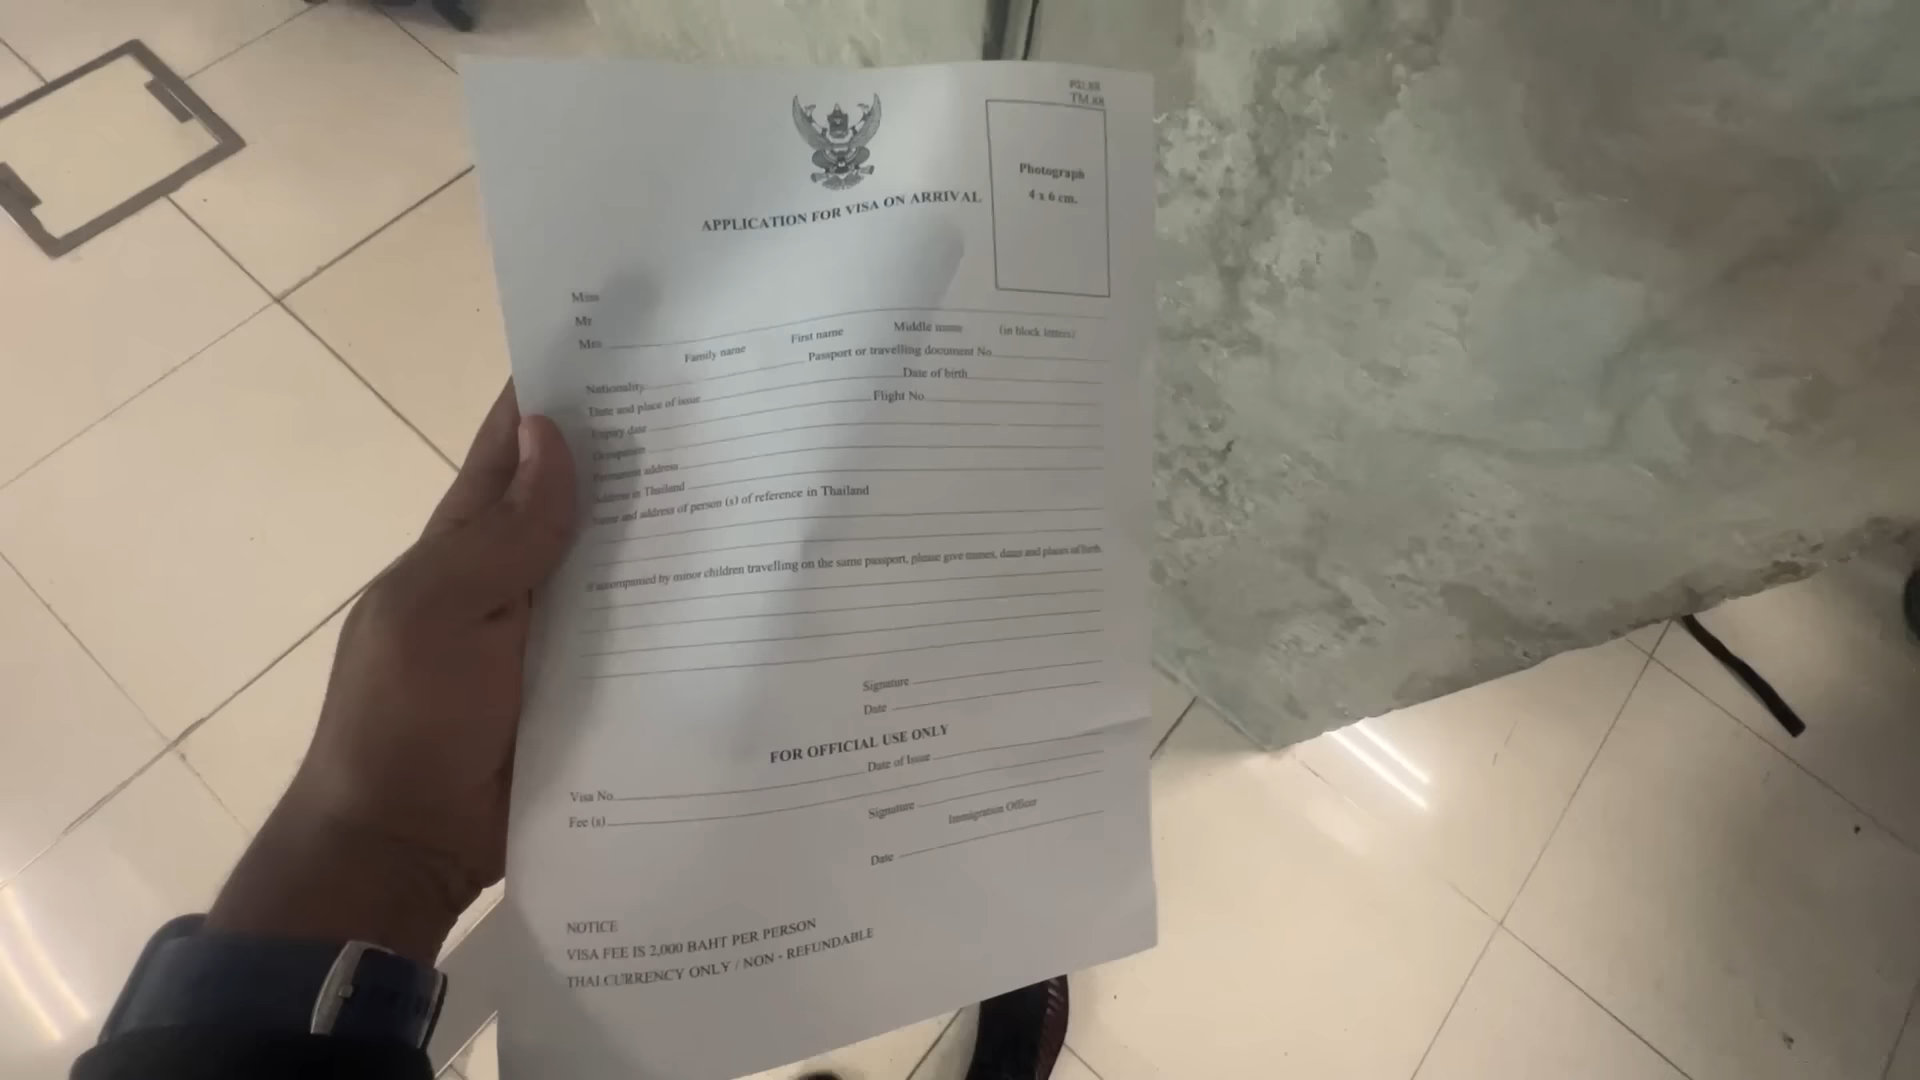 TM.88
Photograph
4 x 6 cm.
APPLICATION FOR VISA ON ARRIVAL
Miss
Mr
Mrs
Family name First name Middle name (in block letters)
Nationality Passport or travelling document No
Date and place of issue Date of birth
Expiry date Flight No
Occupation
Permanent address
Address in Thailand
Name and address of person (s) of reference in Thailand
If accompanied by minor children travelling on the same passport, please give names, dates and places of birth.
Signature
Date
FOR OFFICIAL USE ONLY
Visa No Date of Issue
Fee (s) Signature
Immigration Officer
Date
NOTICE
VISA FEE IS 2,000 BAHT PER PERSON
THAI CURRENCY ONLY / NON - REFUNDABLE